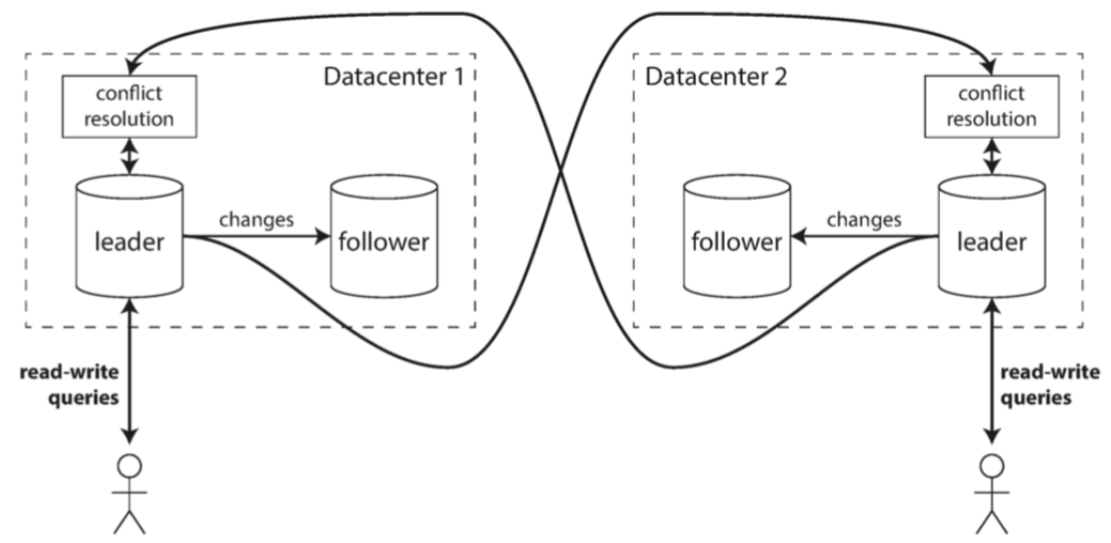 Datacenter 1
conflict
resolution
changes
leader
follower
read-write
queries
Datacenter 2
conflict
resolution
changes
follower
leader
read-write
queries